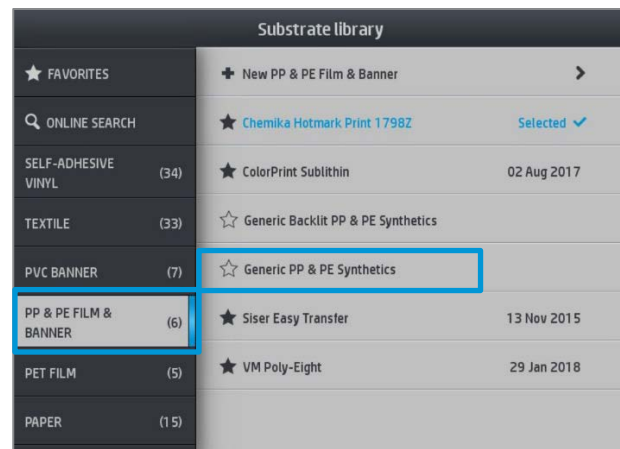 Substrate library
FAVORITES
ONLINE SEARCH
SELF-ADHESIVE
VINYL (34)
TEXTILE (33)
PVC BANNER (7)
PP & PE FILM &
BANNER (6)
PET FILM (5)
PAPER (15)
New PP & PE Film & Banner
Chemika Hotmark Print 1798Z Selected
ColorPrint Sublithin 02 Aug 2017
Generic Backlit PP & PE Synthetics
Generic PP & PE Synthetics
Siser Easy Transfer 13 Nov 2015
VM Poly-Eight 29 Jan 2018